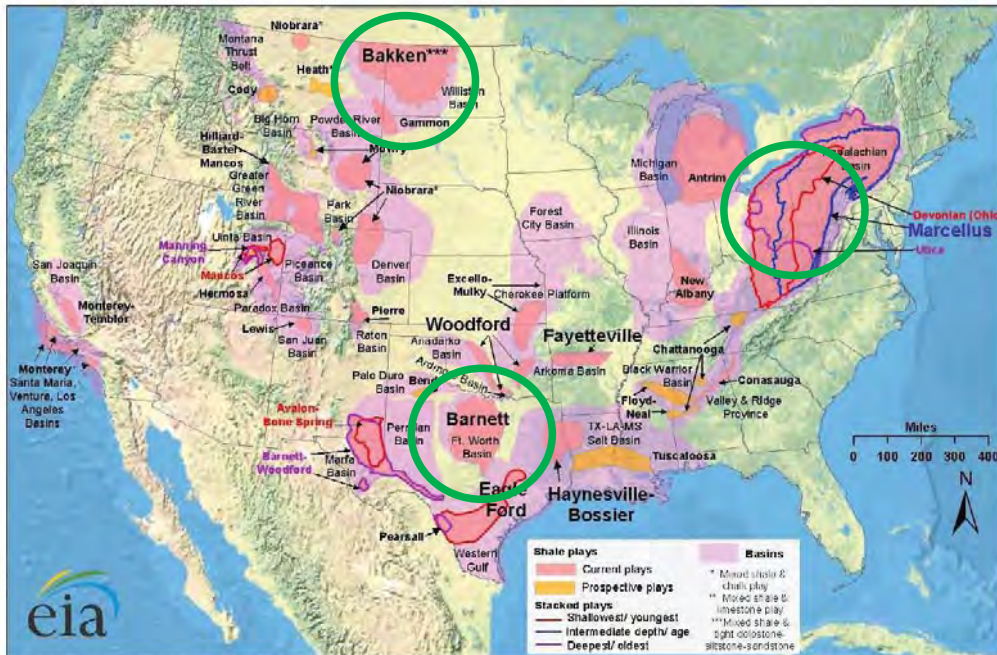 Niobrara*
Montana
Thrust
Belt
Bakken***
Heath*
Cody
Williston
Basin
Big Horn
Basin
Powder River
Basin
Gammon
Mowry
Hilliard-
Baxter-
Mancos
Greater
Green
River
Basin
Niobrara*
Park
Basin
Michigan
Basin
Antrim
Appalachian
Basin
Devonian (Ohio
Marcellus
Utica
Forest
City Basin
Illinois
Basin
Uinta Basin
Manning
Canyon
Mancos
Piceance
Basin
Denver
Basin
San Joaquin
Basin
Hermosa
Paradox Basin
Monterey-
Temblor
Lewis
San Juan
Basin
Pierre
Raton
Basin
Excello-
Mulky
Cherokee Platform
New
Albany
Woodford
Anadarko
Basin
Fayetteville
Arkoma Basin
Chattanooga
Monterey
Santa Maria,
Venture, Los
Angeles
Basins
Palo Duro
Basin
Bend
Ardmore Basin
Black Warrior
Basin
Conasauga
Floyd-
Neal
Valley & Ridge
Province
Avalon-
Bone Spring
Permian
Basin
Barnett
Ft. Worth
Basin
TX-LA-MS
Salt Basin
Tuscaloosa
Barnett-
Woodford
Marfa
Basin
Eagle
Ford
Haynesville-
Bossier
Pearsall
Western
Gulf
Miles
0 100 200 300 400
N
Shale plays
Current plays
Prospective plays
Stacked plays
Shallowest/ youngest
Intermediate depth/ age
Deepest/ oldest
Basins
* Mixed shale &
chalk play
** Mixed shale &
limestone play
***Mixed shale &
tight dolostone-
siltstone-sandstone
eia